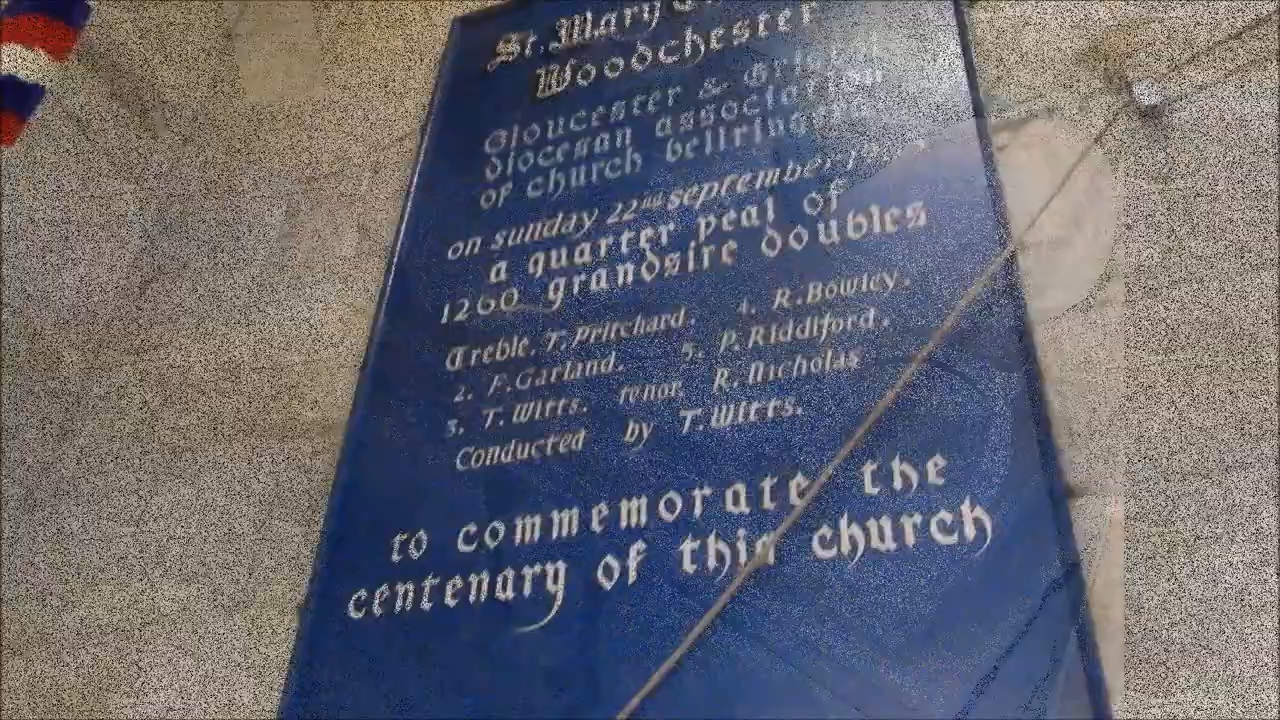 St. Mary
Woodchester
Gloucester & Bristol
diocesan association
of church bellringers
on sunday 22nd september
a quarter peal of
1260 grandsire doubles
Treble. T. Pritchard. 4. R. Bowley.
2. F. Garland. 5. P. Riddiford.
3. T. Witts. tenor. R. Nicholas
Conducted by T. Witts.
to commemorate the
centenary of this church